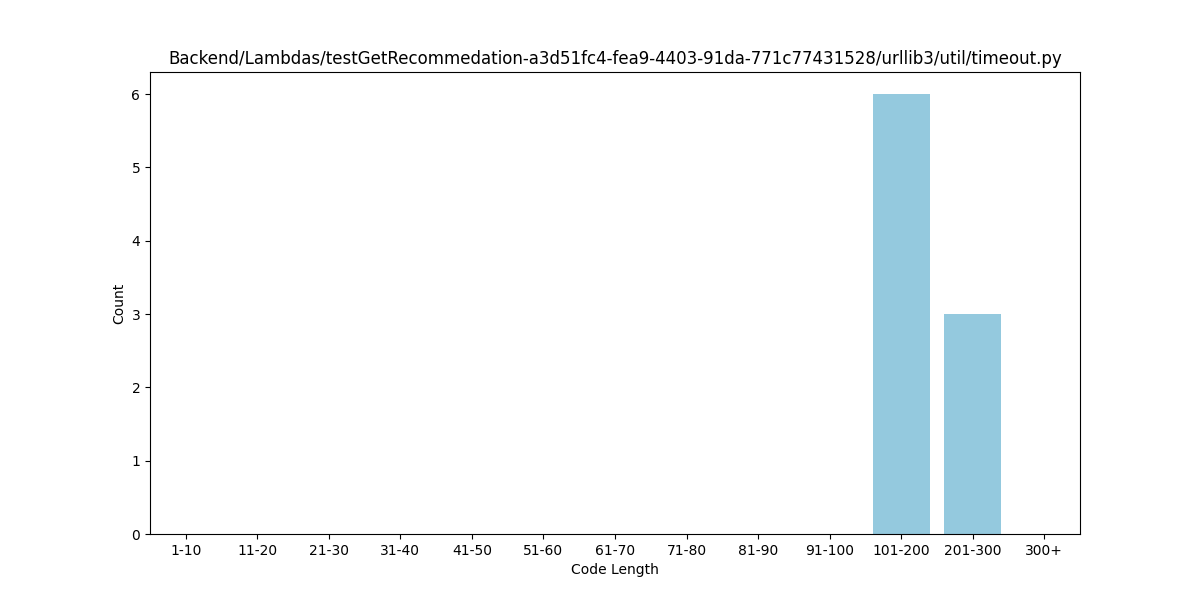 Backend/Lambdas/testGetRecommedation-a3d51fc4-fea9-4403-91da-771c77431528/urllib3/util/timeout.py
6
5
4
3
2
1
0
Count
1-10 11-20 21-30 31-40 41-50 51-60 61-70 71-80 81-90 91-100 101-200 201-300 300+
Code Length